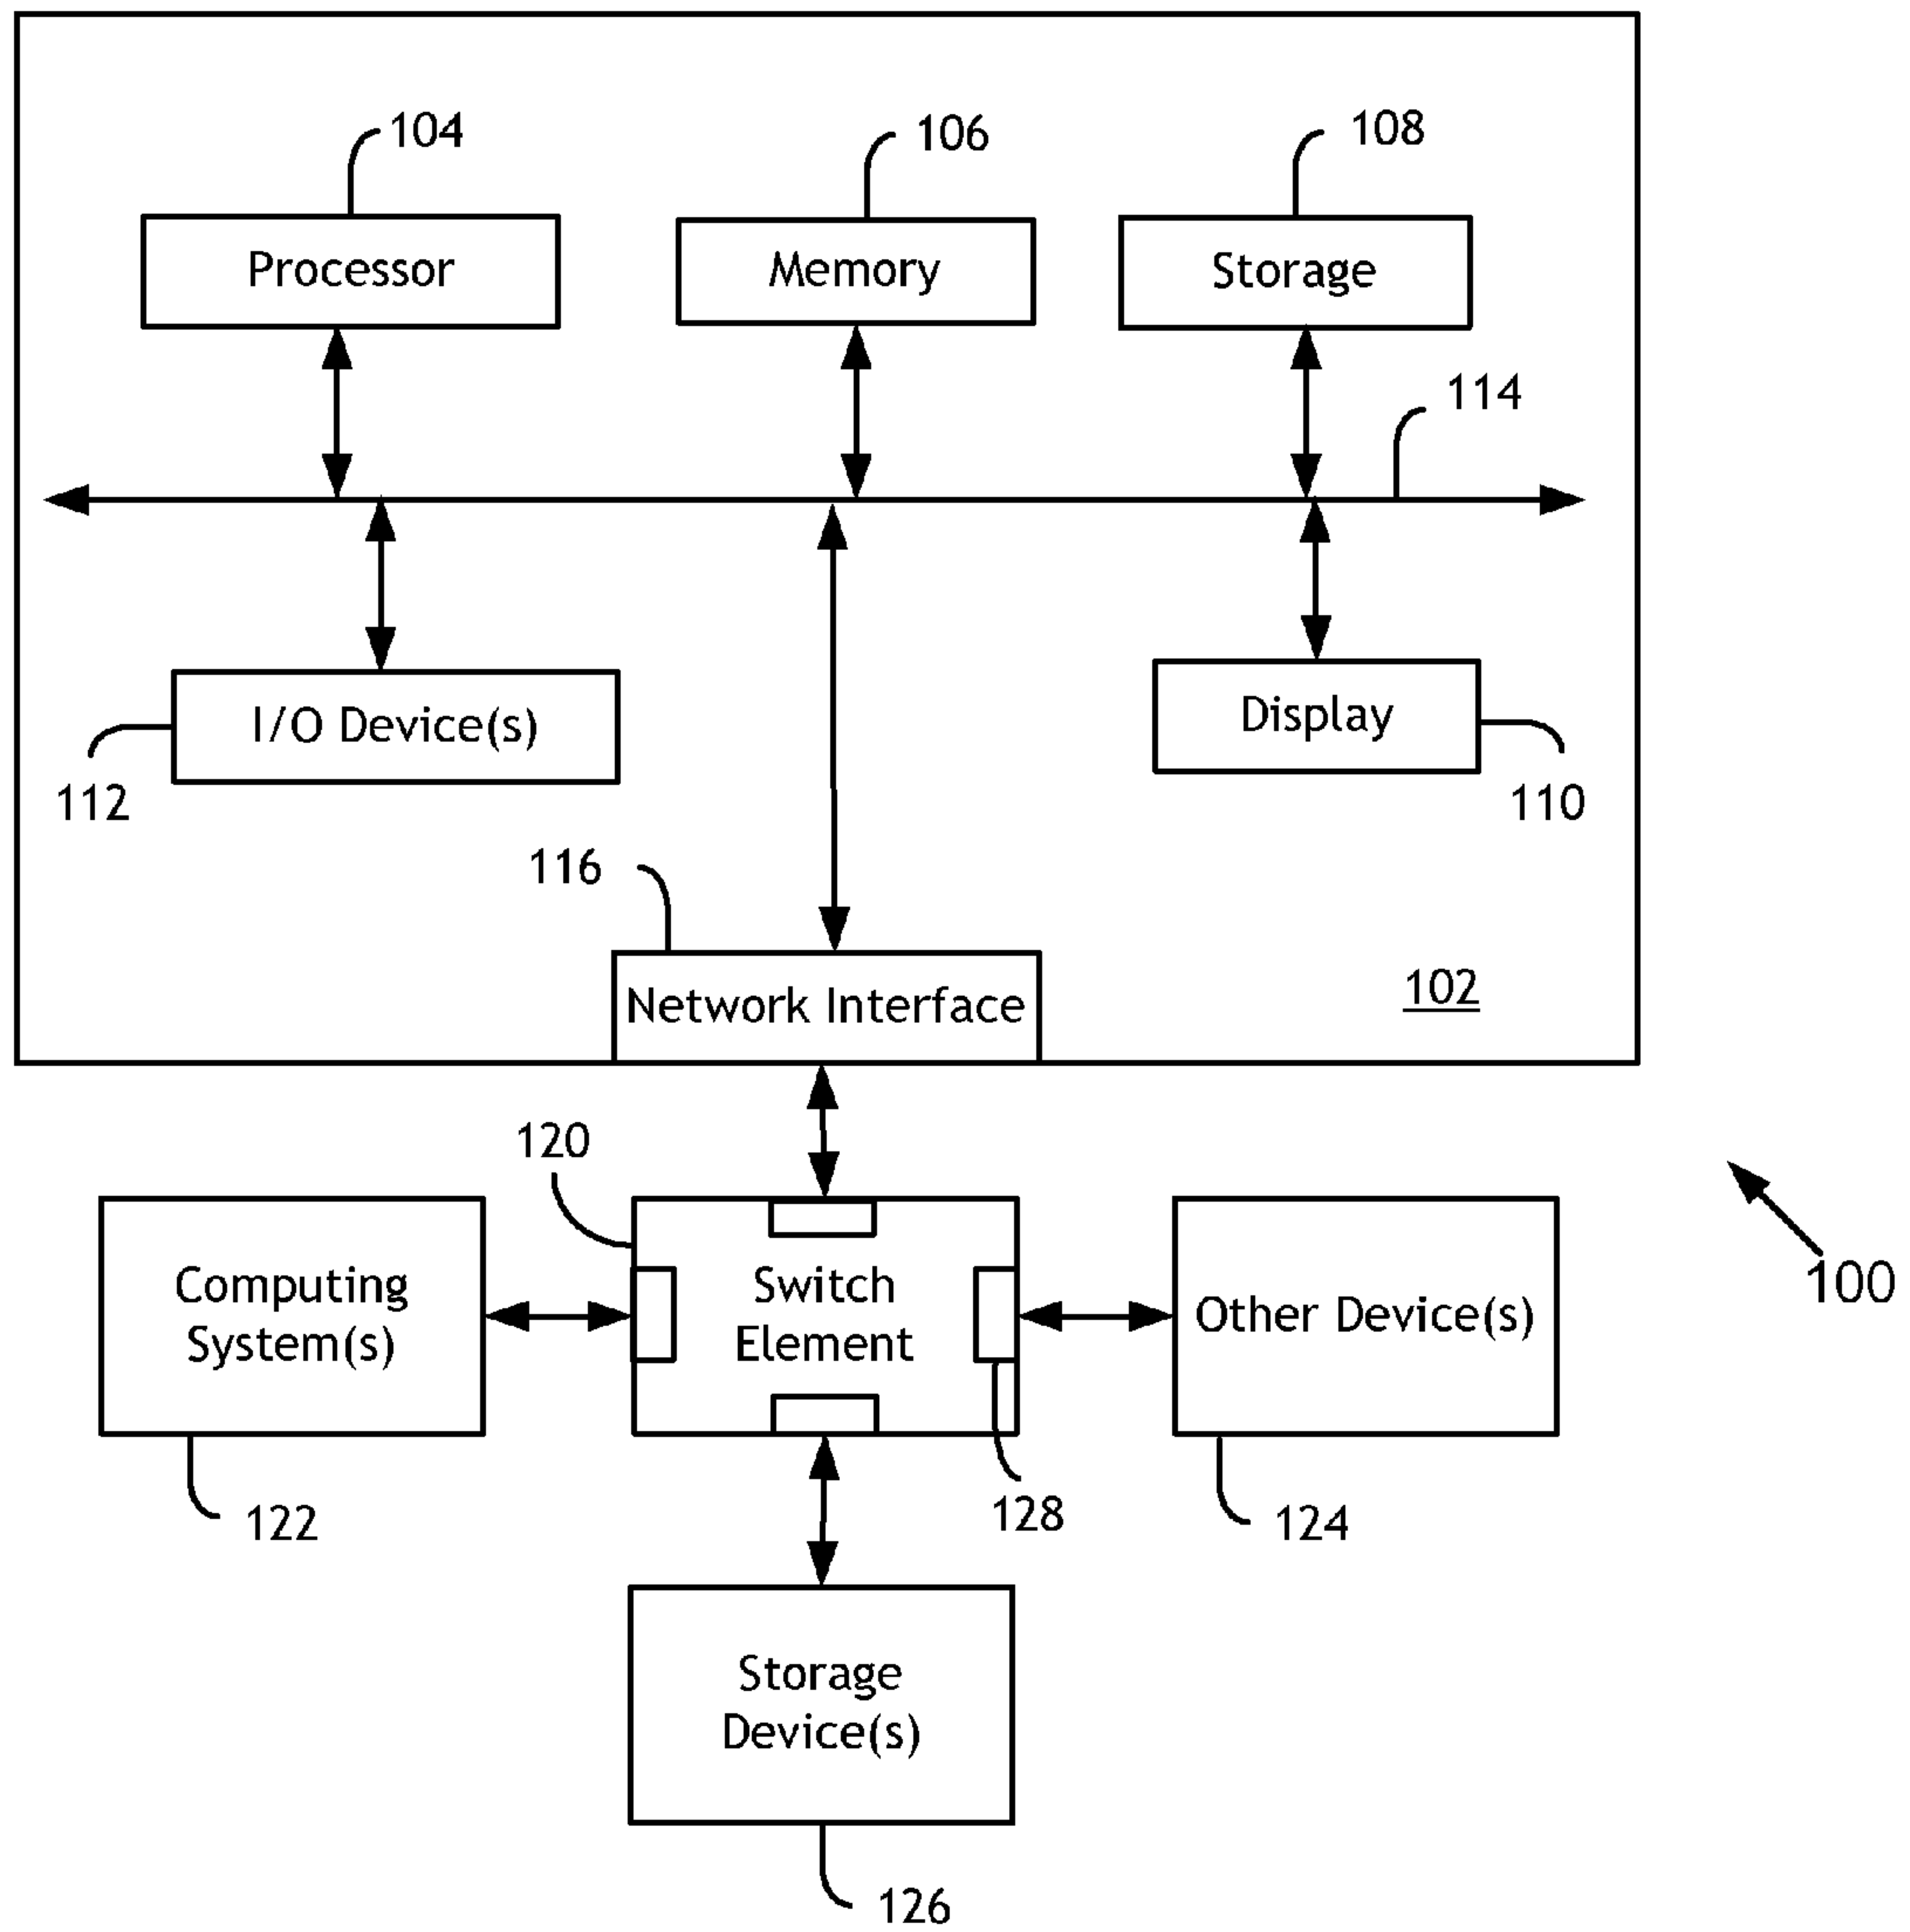 104
106
108
Processor
Memory
Storage
114
I/O Device(s)
Display
112
110
116
Network Interface
102
120
Computing
System(s)
Switch
Element
Other Device(s)
100
122
128
124
Storage
Device(s)
126